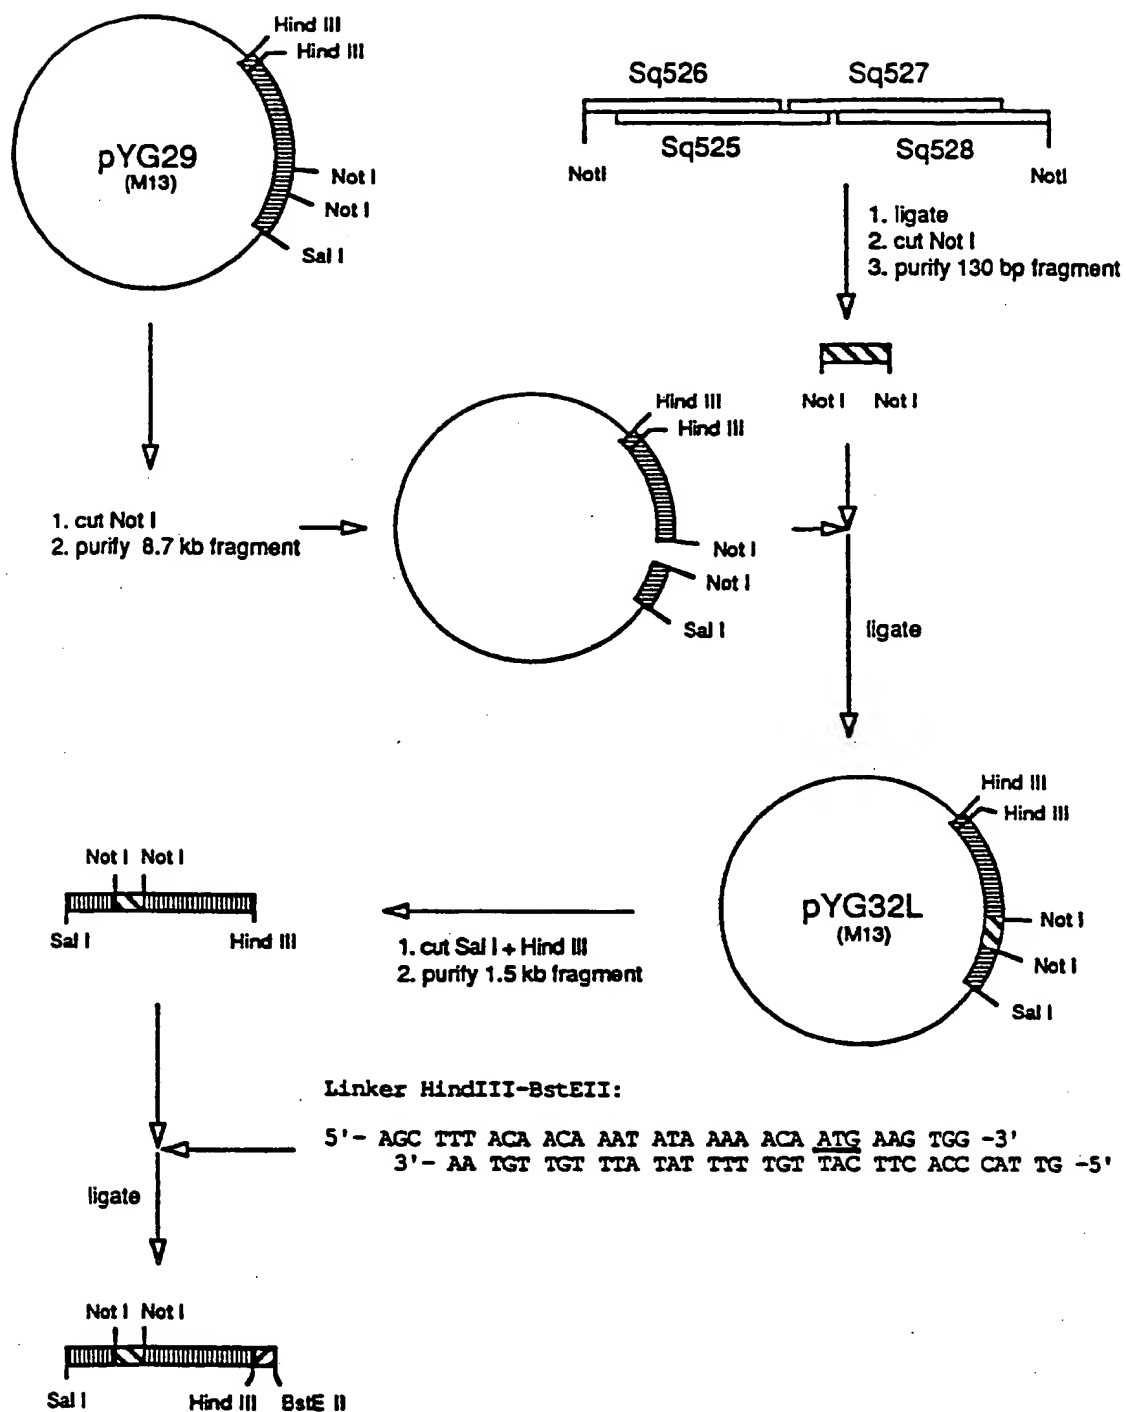 Hind III
Hind III
pYG29
(M13)
Not I
Not I
Sal I
Sq526
Sq527
Sq525
Sq528
NotI
NotI
1. ligate
2. cut Not I
3. purify 130 bp fragment
Not I
Not I
1. cut Not I
2. purify 8.7 kb fragment
Hind III
Hind III
Not I
Not I
Sal I
ligate
Hind III
Hind III
pYG32L
(M13)
Not I
Not I
Sal I
1. cut Sal I + Hind III
2. purify 1.5 kb fragment
Not I
Not I
Sal I
Hind III
Linker HindIII-BstEII:
5'- AGC TTT ACA ACA AAT ATA AAA ACA ATG AAG TGG -3'
3'- AA TGT TGT TTA TAT TTT TGT TAC TTC ACC CAT TG -5'
ligate
Not I
Not I
Sal I
Hind III
BstE II